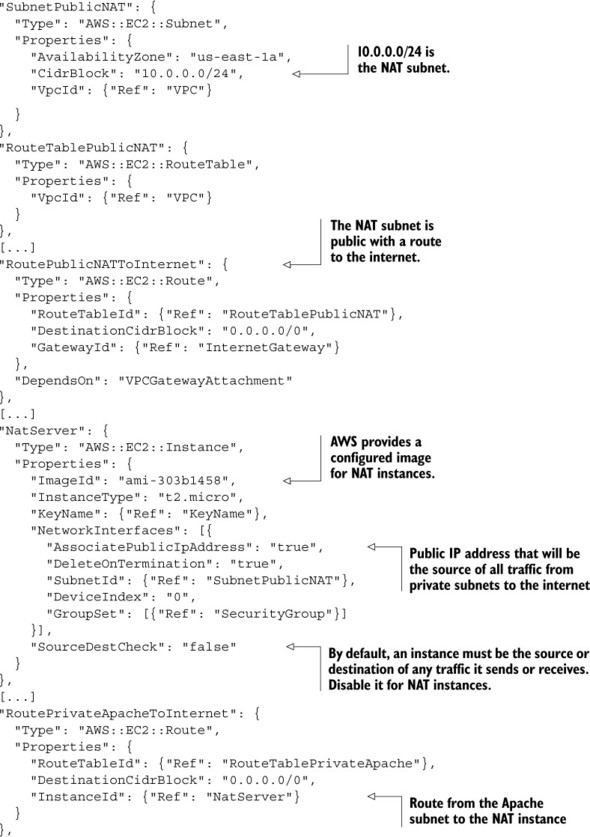 "SubnetPublicNAT": {
  "Type": "AWS::EC2::Subnet",
  "Properties": {
    "AvailabilityZone": "us-east-1a",
    "CidrBlock": "10.0.0.0/24",
10.0.0.0/24 is
the NAT subnet.
    "VpcId": {"Ref": "VPC"}
  }
},
"RouteTablePublicNAT": {
  "Type": "AWS::EC2::RouteTable",
  "Properties": {
    "VpcId": {"Ref": "VPC"}
  }
},
[...]
"RoutePublicNATToInternet": {
The NAT subnet is
public with a route
to the internet.
  "Type": "AWS::EC2::Route",
  "Properties": {
    "RouteTableId": {"Ref": "RouteTablePublicNAT"},
    "DestinationCidrBlock": "0.0.0.0/0",
    "GatewayId": {"Ref": "InternetGateway"}
  },
  "DependsOn": "VPCGatewayAttachment"
},
[...]
"NatServer": {
  "Type": "AWS::EC2::Instance",
  "Properties": {
    "ImageId": "ami-303b1458",
AWS provides a
configured image
for NAT instances.
    "InstanceType": "t2.micro",
    "KeyName": {"Ref": "KeyName"},
    "NetworkInterfaces": [{
      "AssociatePublicIpAddress": "true",
Public IP address that will be
the source of all traffic from
private subnets to the internet
      "DeleteOnTermination": "true",
      "SubnetId": {"Ref": "SubnetPublicNAT"},
      "DeviceIndex": "0",
      "GroupSet": [{"Ref": "SecurityGroup"}]
    }],
    "SourceDestCheck": "false"
By default, an instance must be the source or
destination of any traffic it sends or receives.
Disable it for NAT instances.
  }
},
[...]
"RoutePrivateApacheToInternet": {
  "Type": "AWS::EC2::Route",
  "Properties": {
    "RouteTableId": {"Ref": "RouteTablePrivateApache"},
    "DestinationCidrBlock": "0.0.0.0/0",
    "InstanceId": {"Ref": "NatServer"}
Route from the Apache
subnet to the NAT instance
  }
},